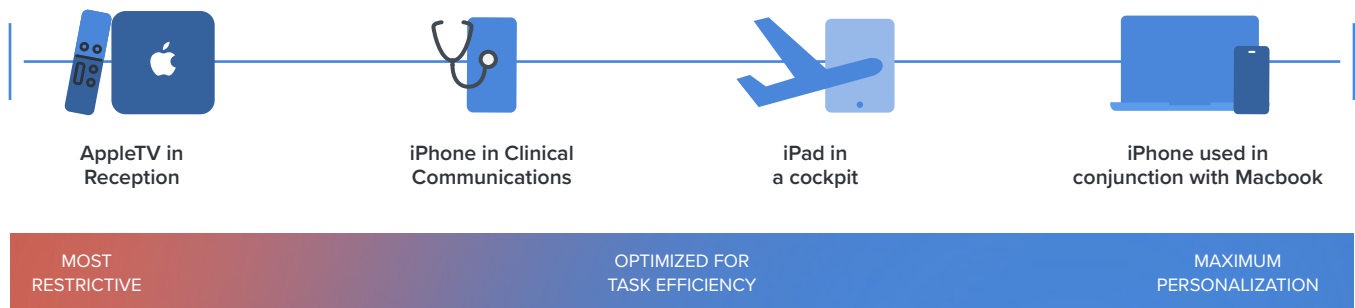 AppleTV in
Reception
iPhone in Clinical
Communications
iPad in
a cockpit
iPhone used in
conjunction with Macbook
MOST
RESTRICTIVE
OPTIMIZED FOR
TASK EFFICIENCY
MAXIMUM
PERSONALIZATION